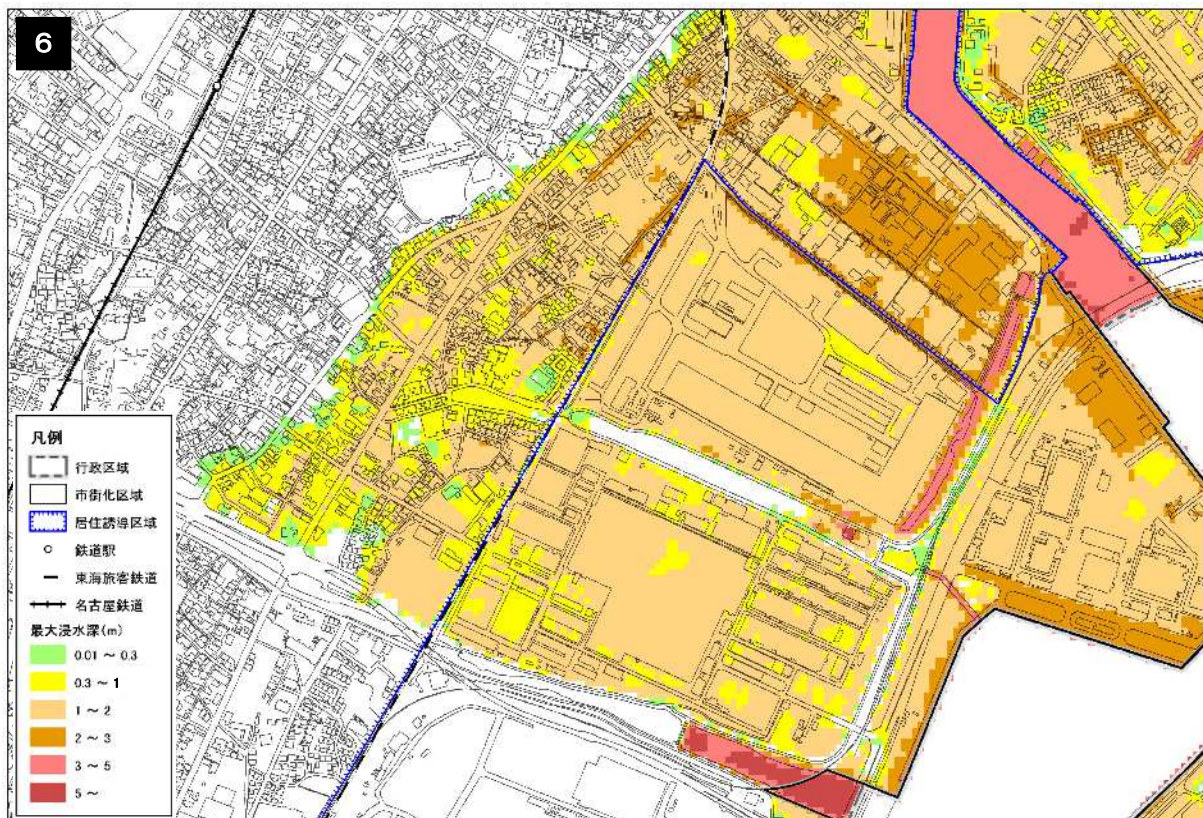 6
凡例
行政区域
市街化区域
居住誘導区域
鉄道駅
東海旅客鉄道
名古屋鉄道
最大浸水深(m)
0.01 ～ 0.3
0.3 ～ 1
1 ～ 2
2 ～ 3
3 ～ 5
5 ～